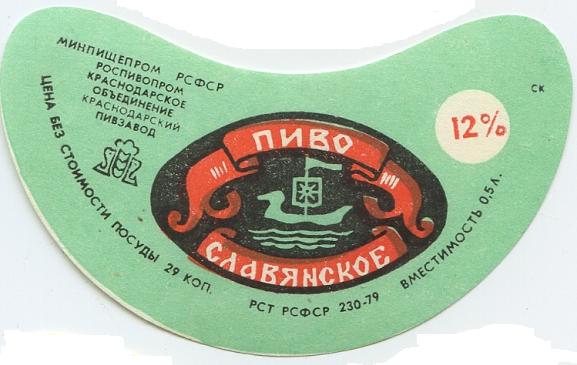 МИНПИЩЕПРОМ РСФСР
РОСПИВОПРОМ
КРАСНОДАРСКОЕ
ОБЪЕДИНЕНИЕ
КРАСНОДАРСКИЙ
ПИВЗАВОД
СК
12%
ПИВО
СЛАВЯНСКОЕ
ЦЕНА БЕЗ СТОИМОСТИ ПОСУДЫ 29 КОП.
РСТ РСФСР 230-79
ВМЕСТИМОСТЬ 0,5 Л.